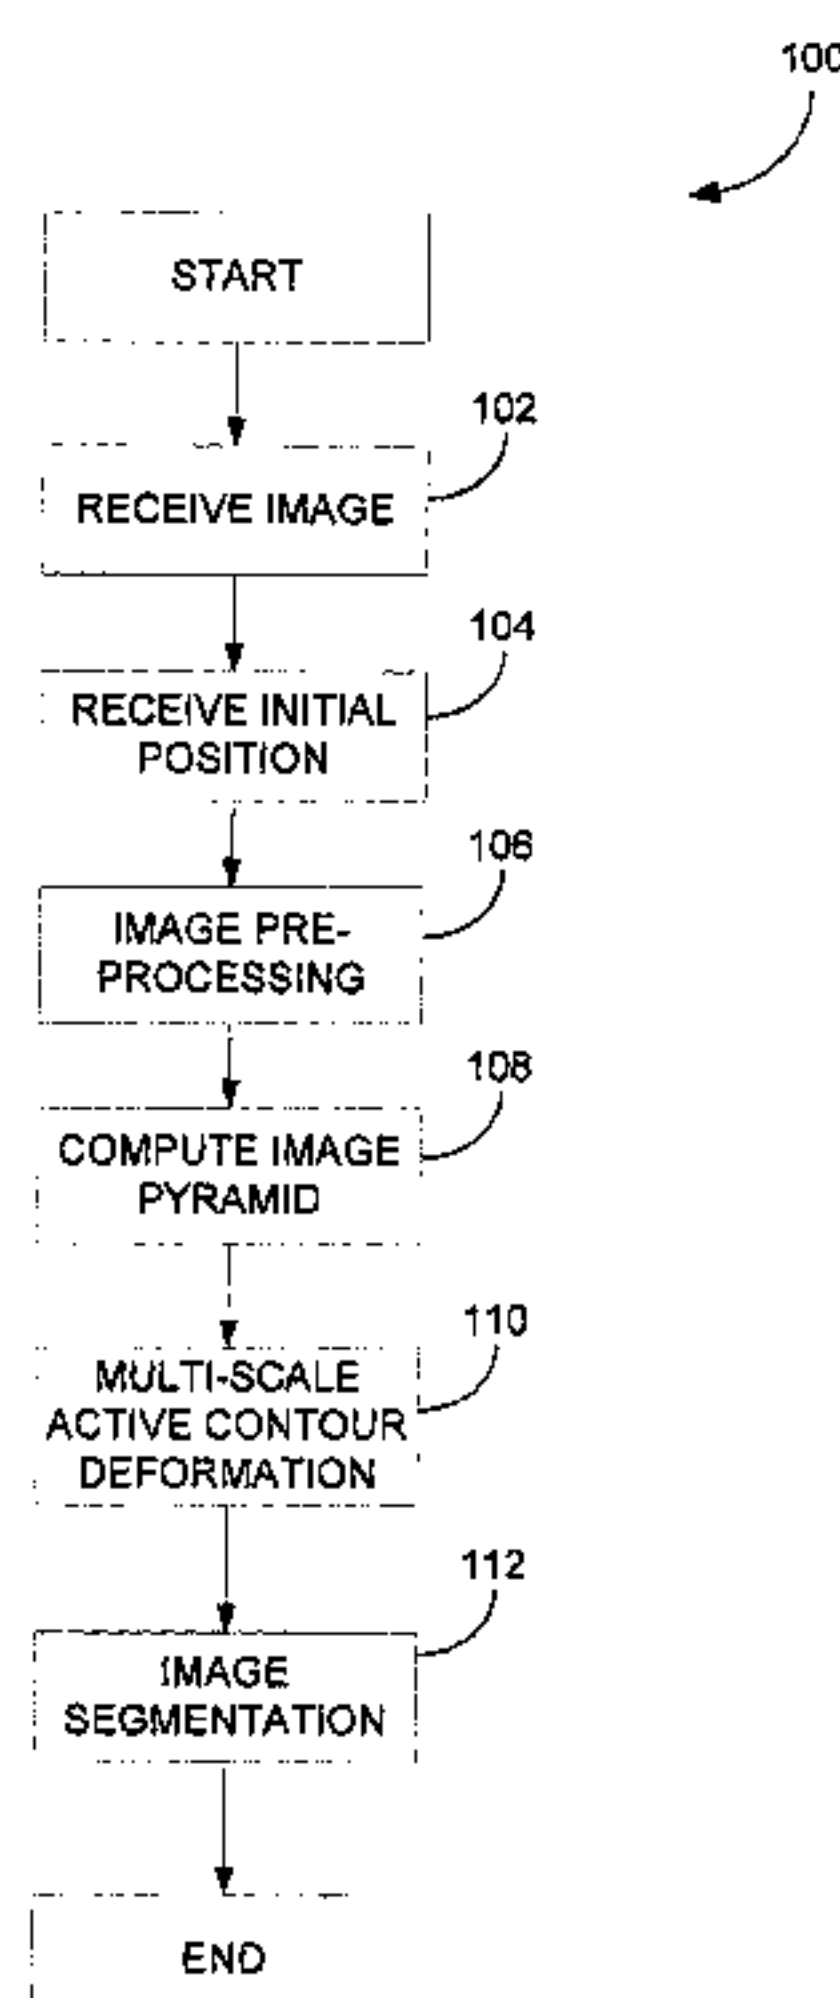 100
START
102
RECEIVE IMAGE
104
RECEIVE INITIAL
POSITION
106
IMAGE PRE-
PROCESSING
108
COMPUTE IMAGE
PYRAMID
110
MULTI-SCALE
ACTIVE CONTOUR
DEFORMATION
112
IMAGE
SEGMENTATION
END